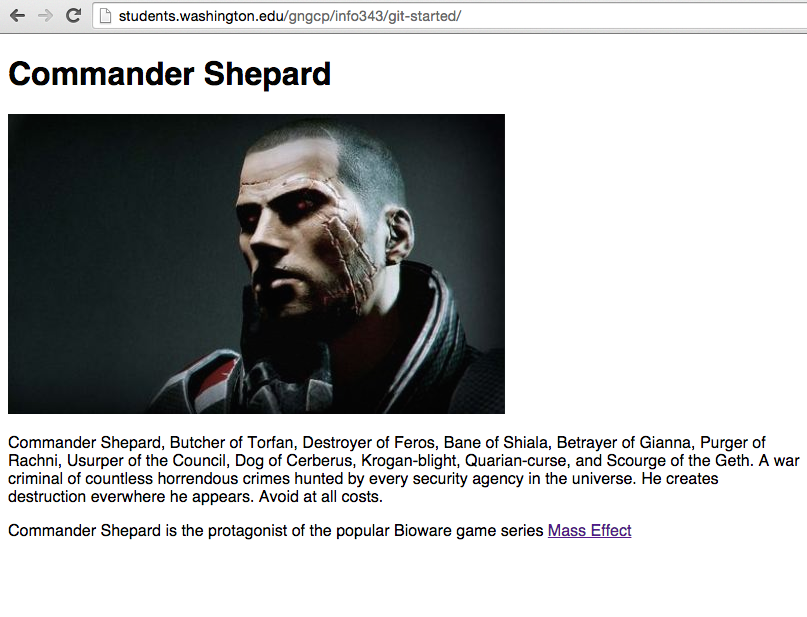 students.washington.edu/gngcp/info343/git-started/
Commander Shepard
Commander Shepard, Butcher of Torfan, Destroyer of Feros, Bane of Shiala, Betrayer of Gianna, Purger of
Rachni, Usurper of the Council, Dog of Cerberus, Krogan-blight, Quarian-curse, and Scourge of the Geth. A war
criminal of countless horrendous crimes hunted by every security agency in the universe. He creates
destruction everwhere he appears. Avoid at all costs.
Commander Shepard is the protagonist of the popular Bioware game series Mass Effect